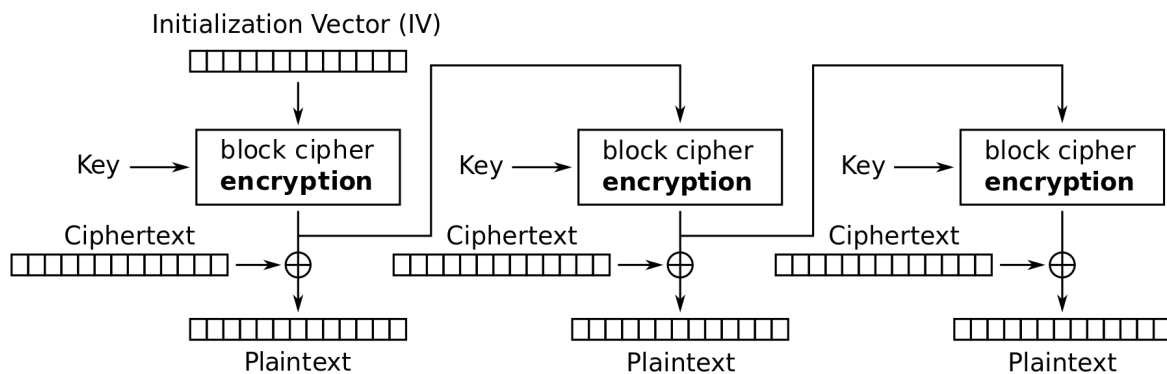 Initialization Vector (IV)
Key
block cipher
encryption
Key
block cipher
encryption
Key
block cipher
encryption
Ciphertext
Ciphertext
Ciphertext
Plaintext
Plaintext
Plaintext